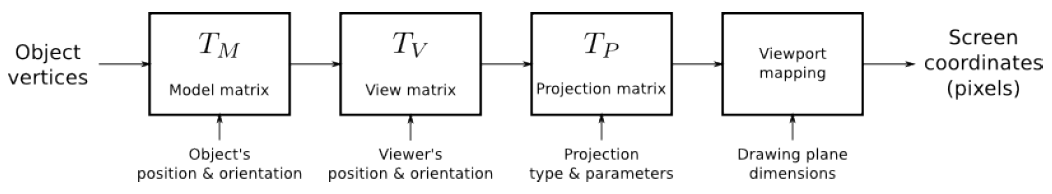 Object
vertices
T_M
Model matrix
T_V
View matrix
T_P
Projection matrix
Viewport
mapping
Screen
coordinates
(pixels)
Object's
position & orientation
Viewer's
position & orientation
Projection
type & parameters
Drawing plane
dimensions